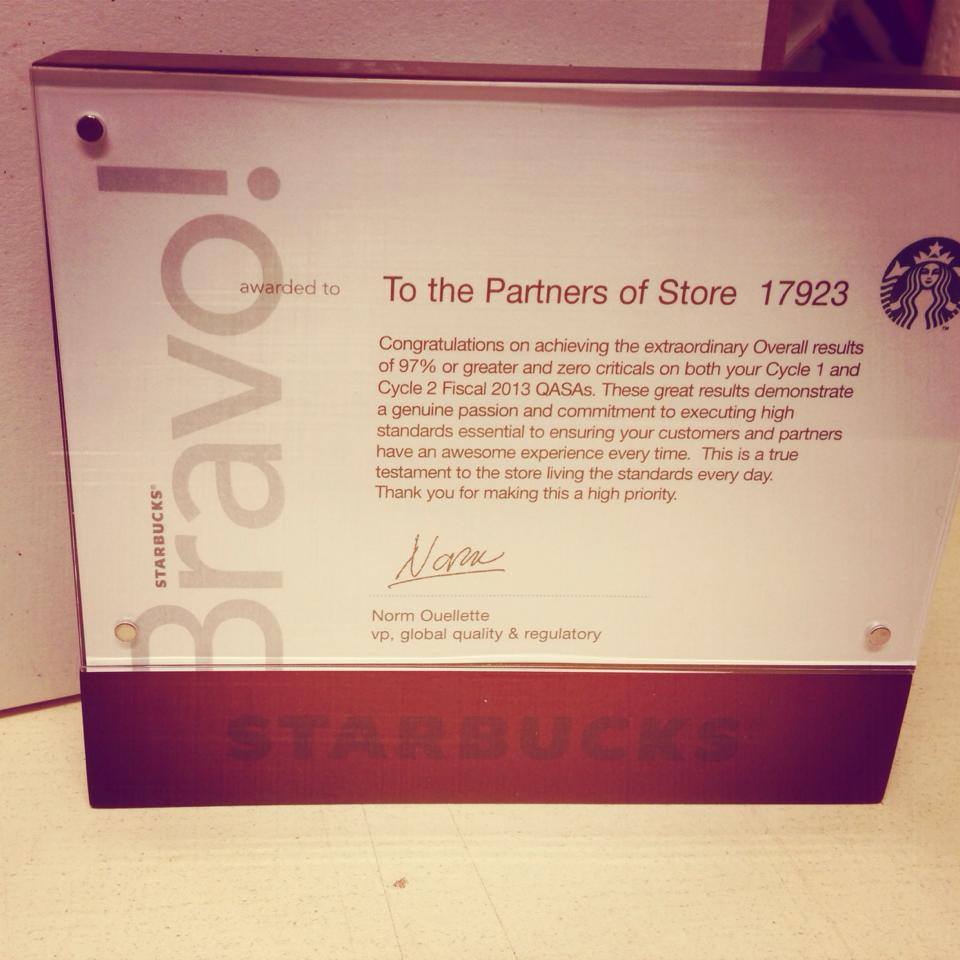 Bravo!
STARBUCKS®
awarded to
To the Partners of Store 17923
Congratulations on achieving the extraordinary Overall results
of 97% or greater and zero criticals on both your Cycle 1 and
Cycle 2 Fiscal 2013 QASAs. These great results demonstrate
a genuine passion and commitment to executing high
standards essential to ensuring your customers and partners
have an awesome experience every time. This is a true
testament to the store living the standards every day.
Thank you for making this a high priority.
Norm
Norm Ouellette
vp, global quality & regulatory
TM
STARBUCKS